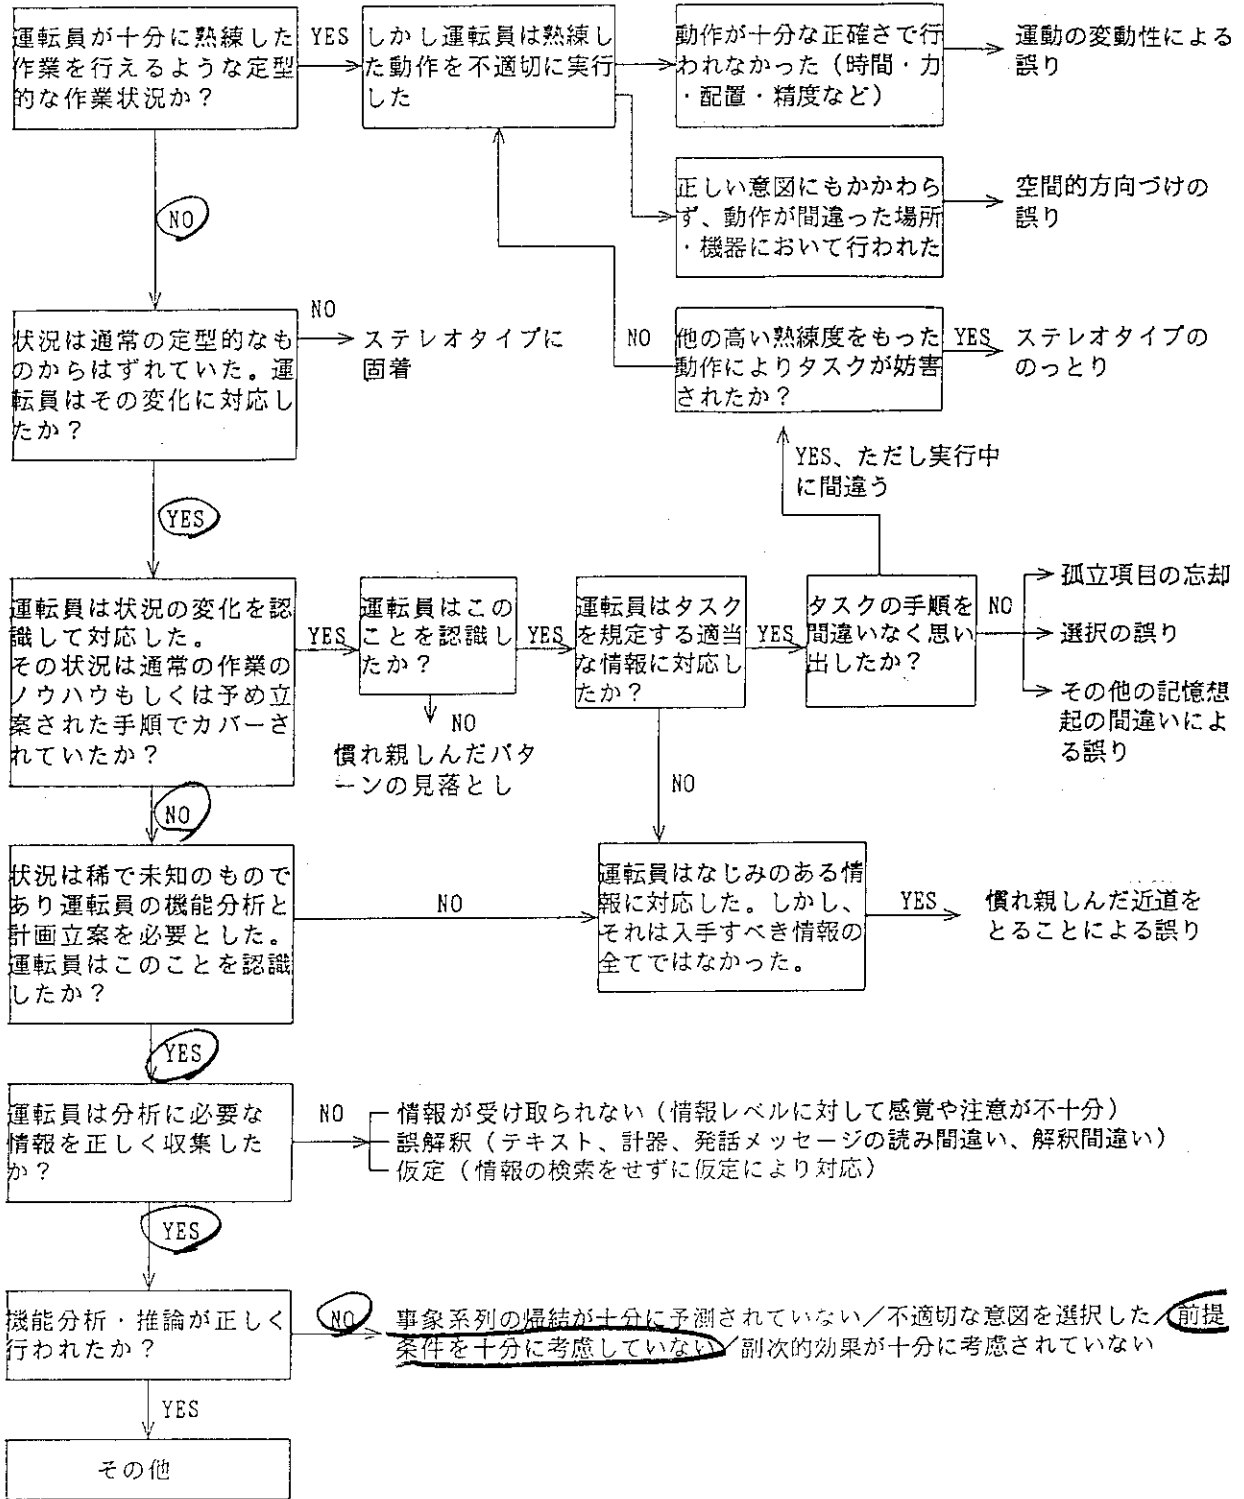 運転員が十分に熟練した
作業を行えるような定型
的な作業状況か？
YES
しかし運転員は熟練し
た動作を不適切に実行
した
動作が十分な正確さで行
われなかった（時間・力
・配置・精度など）
運動の変動性による
誤り
正しい意図にもかかわら
ず、動作が間違った場所
・機器において行われた
空間的方向づけの
誤り
NO
状況は通常の定型的なも
のからはずれていた。運
転員はその変化に対応し
たか？
NO
ステレオタイプに
固着
NO
他の高い熟練度をもった
動作によりタスクが妨害
されたか？
YES
ステレオタイプの
のっとり
YES、ただし実行中
に間違う
YES
運転員は状況の変化を認
識して対応した。
その状況は通常の作業の
ノウハウもしくは予め立
案された手順でカバーさ
れていたか？
YES
運転員はこの
ことを認識し
たか？
YES
運転員はタスク
を規定する適当
な情報に対応し
たか？
YES
タスクの手順を
間違いなく思い
出したか？
NO
孤立項目の忘却
選択の誤り
その他の記憶想
起の間違いによ
る誤り
NO
慣れ親しんだパタ
ーンの見落とし
NO
NO
状況は稀で未知のもので
あり運転員の機能分析と
計画立案を必要とした。
運転員はこのことを認識
したか？
NO
運転員はなじみのある情
報に対応した。しかし、
それは入手すべき情報の
全てではなかった。
YES
慣れ親しんだ近道を
とることによる誤り
YES
運転員は分析に必要な
情報を正しく収集した
か？
NO
情報が受け取られない（情報レベルに対して感覚や注意が不十分）
誤解釈（テキスト、計器、発話メッセージの読み間違い、解釈間違い）
仮定（情報の検索をせずに仮定により対応）
YES
機能分析・推論が正しく
行われたか？
NO
事象系列の帰結が十分に予測されていない／不適切な意図を選択した／前提
条件を十分に考慮していない／副次的効果が十分に考慮されていない
YES
その他